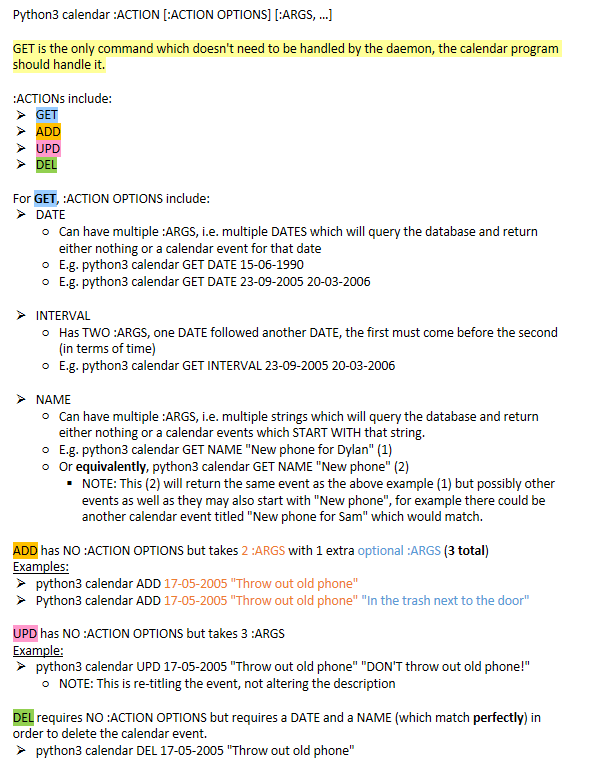 Python3 calendar :ACTION [:ACTION OPTIONS] [:ARGS, ...]
GET is the only command which doesn't need to be handled by the daemon, the calendar program
should handle it.
:ACTIONs include:
➢ GET
➢ ADD
➢ UPD
➢ DEL
For GET, :ACTION OPTIONS include:
➢ DATE
o Can have multiple :ARGS, i.e. multiple DATES which will query the database and return
either nothing or a calendar event for that date
o E.g. python3 calendar GET DATE 15-06-1990
o E.g. python3 calendar GET DATE 23-09-2005 20-03-2006
➢ INTERVAL
o Has TWO :ARGS, one DATE followed another DATE, the first must come before the second
(in terms of time)
o E.g. python3 calendar GET INTERVAL 23-09-2005 20-03-2006
➢ NAME
o Can have multiple :ARGS, i.e. multiple strings which will query the database and return
either nothing or a calendar events which START WITH that string.
o E.g. python3 calendar GET NAME "New phone for Dylan" (1)
o Or equivalently, python3 calendar GET NAME "New phone" (2)
▪ NOTE: This (2) will return the same event as the above example (1) but possibly other
events as well as they may also start with "New phone", for example there could be
another calendar event titled "New phone for Sam" which would match.
ADD has NO :ACTION OPTIONS but takes 2 :ARGS with 1 extra optional :ARGS (3 total)
Examples:
➢ python3 calendar ADD 17-05-2005 "Throw out old phone"
➢ Python3 calendar ADD 17-05-2005 "Throw out old phone" "In the trash next to the door"
UPD has NO :ACTION OPTIONS but takes 3 :ARGS
Example:
➢ python3 calendar UPD 17-05-2005 "Throw out old phone" "DON'T throw out old phone!"
o NOTE: This is re-titling the event, not altering the description
DEL requires NO :ACTION OPTIONS but requires a DATE and a NAME (which match perfectly) in
order to delete the calendar event.
➢ python3 calendar DEL 17-05-2005 "Throw out old phone"